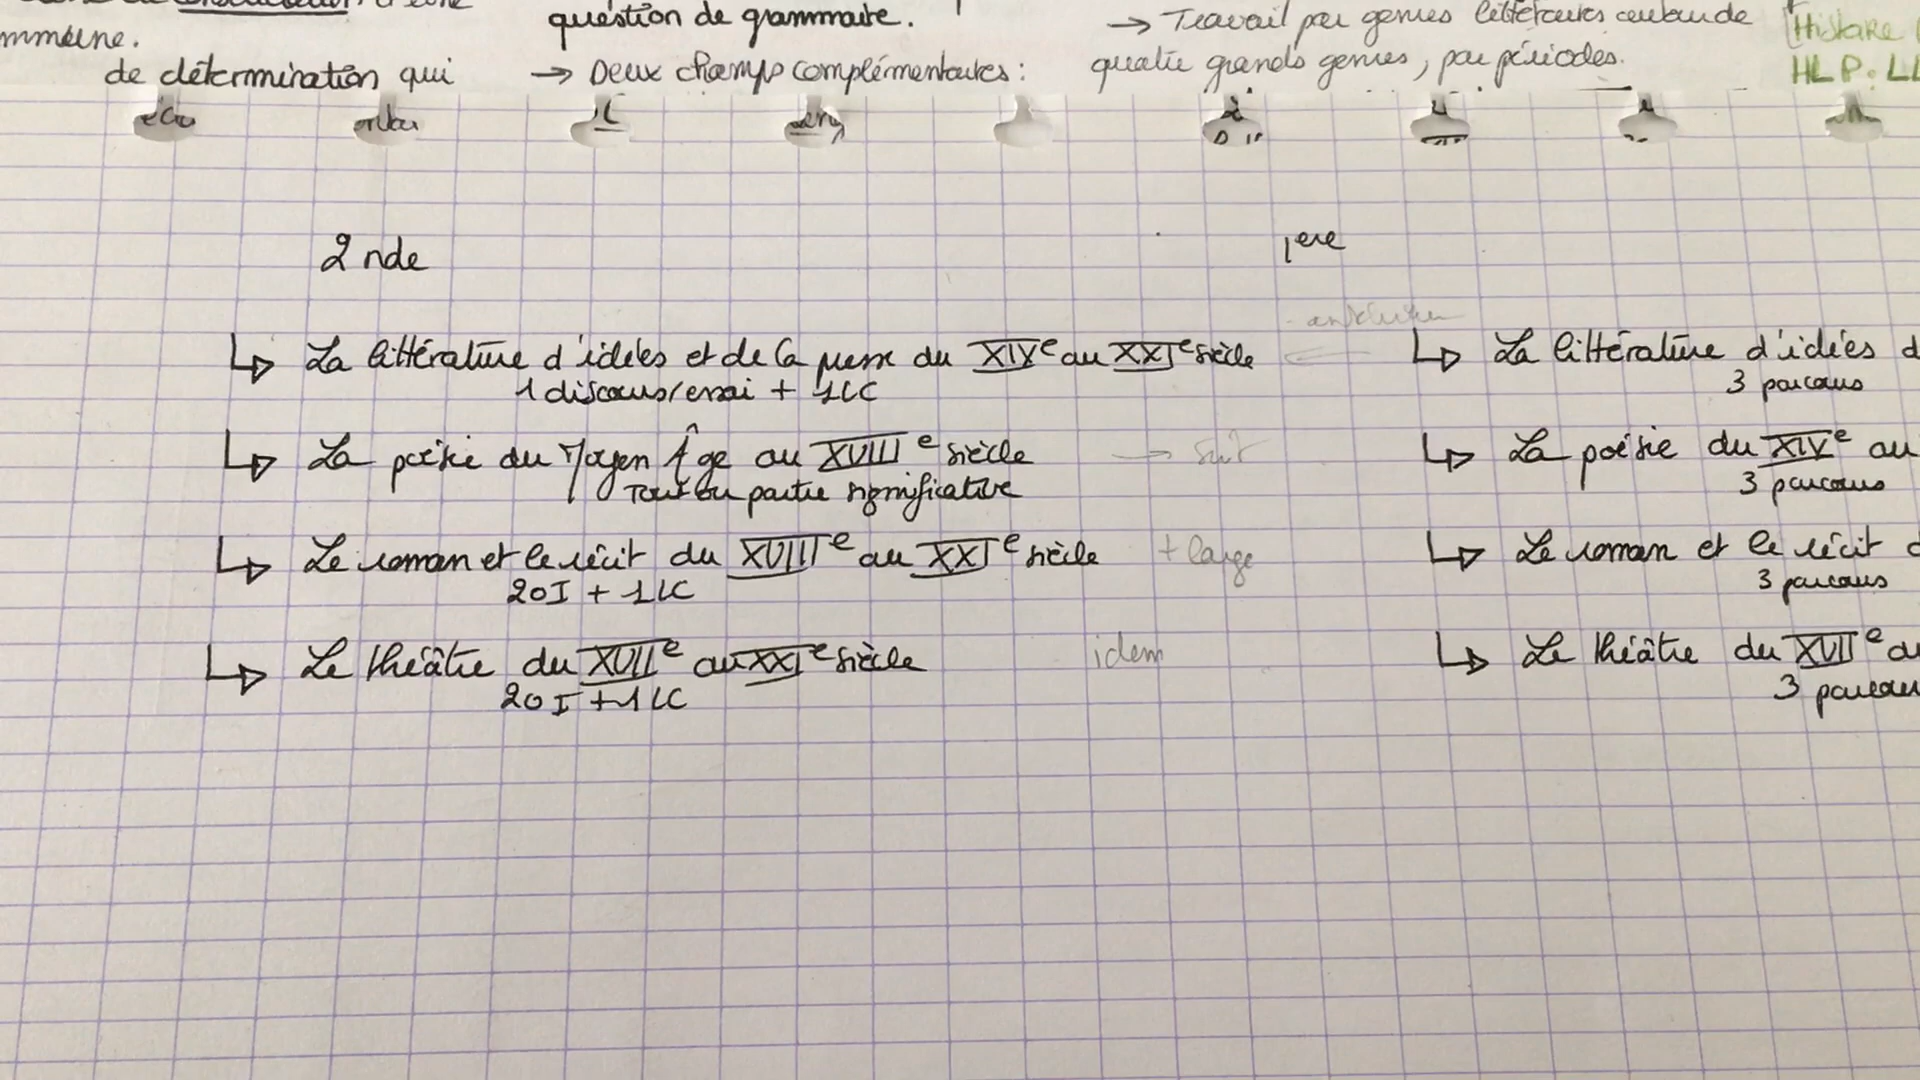 mmune.
de détermination qui
question de grammaire.
→ Deux champs complémentaires :
→ Travail par genres littéraires autour de
quatre grands genres, par périodes.
Histoire
HLP. LL
2nde
1ere
↳ La littérature d'idées et de la presse du XIXe au XXIe siècle
1 discours/essai + 1LC
↳ La poésie du Moyen Âge au XVIIIe siècle → suit
Tout ou partie significative
↳ Le roman et le récit du XVIIIe au XXIe siècle + large
2OI + 1LC
↳ Le théâtre du XVIIe au XXIe siècle idem
2OI + 1LC
↳ La littérature d'idées d
3 parcours
↳ La poésie du XIXe au
3 parcours
↳ Le roman et le récit d
3 parcours
↳ Le théâtre du XVIIe au
3 parcours